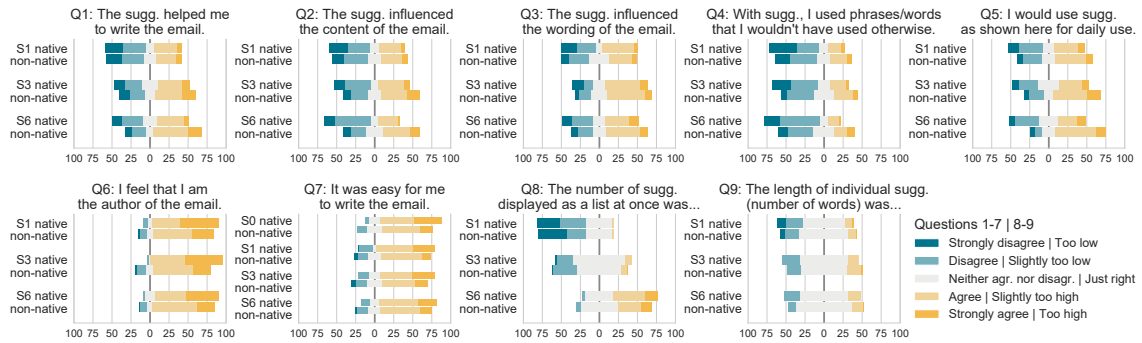 Q1: The sugg. helped me
to write the email.
S1 native
non-native
S3 native
non-native
S6 native
non-native
100 75 50 25 0 25 50 75 100
Q2: The sugg. influenced
the content of the email.
S1 native
non-native
S3 native
non-native
S6 native
non-native
100 75 50 25 0 25 50 75 100
Q3: The sugg. influenced
the wording of the email.
S1 native
non-native
S3 native
non-native
S6 native
non-native
100 75 50 25 0 25 50 75 100
Q4: With sugg., I used phrases/words
that I wouldn't have used otherwise.
S1 native
non-native
S3 native
non-native
S6 native
non-native
100 75 50 25 0 25 50 75 100
Q5: I would use sugg.
as shown here for daily use.
S1 native
non-native
S3 native
non-native
S6 native
non-native
100 75 50 25 0 25 50 75 100
Q6: I feel that I am
the author of the email.
S1 native
non-native
S3 native
non-native
S6 native
non-native
100 75 50 25 0 25 50 75 100
Q7: It was easy for me
to write the email.
S0 native
non-native
S1 native
non-native
S3 native
non-native
S6 native
non-native
100 75 50 25 0 25 50 75 100
Q8: The number of sugg.
displayed as a list at once was...
S1 native
non-native
S3 native
non-native
S6 native
non-native
100 75 50 25 0 25 50 75 100
Q9: The length of individual sugg.
(number of words) was...
S1 native
non-native
S3 native
non-native
S6 native
non-native
100 75 50 25 0 25 50 75 100
Questions 1-7 | 8-9
Strongly disagree | Too low
Disagree | Slightly too low
Neither agr. nor disagr. | Just right
Agree | Slightly too high
Strongly agree | Too high